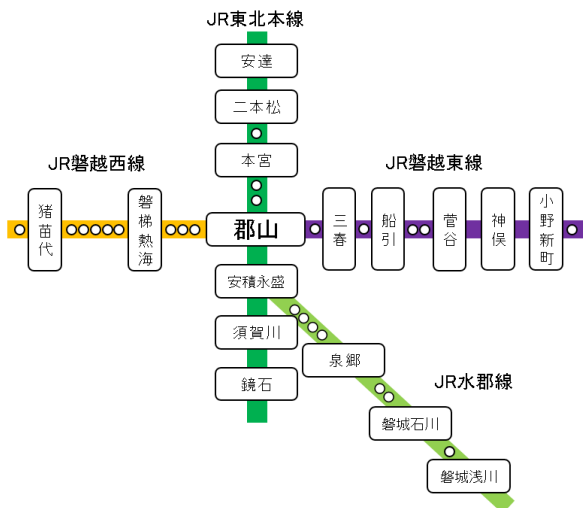 JR東北本線
安達
二本松
本宮
JR磐越西線
JR磐越東線
猪苗代
磐梯熱海
郡山
三春
船引
菅谷
神俣
小野新町
安積永盛
須賀川
鏡石
泉郷
JR水郡線
磐城石川
磐城浅川